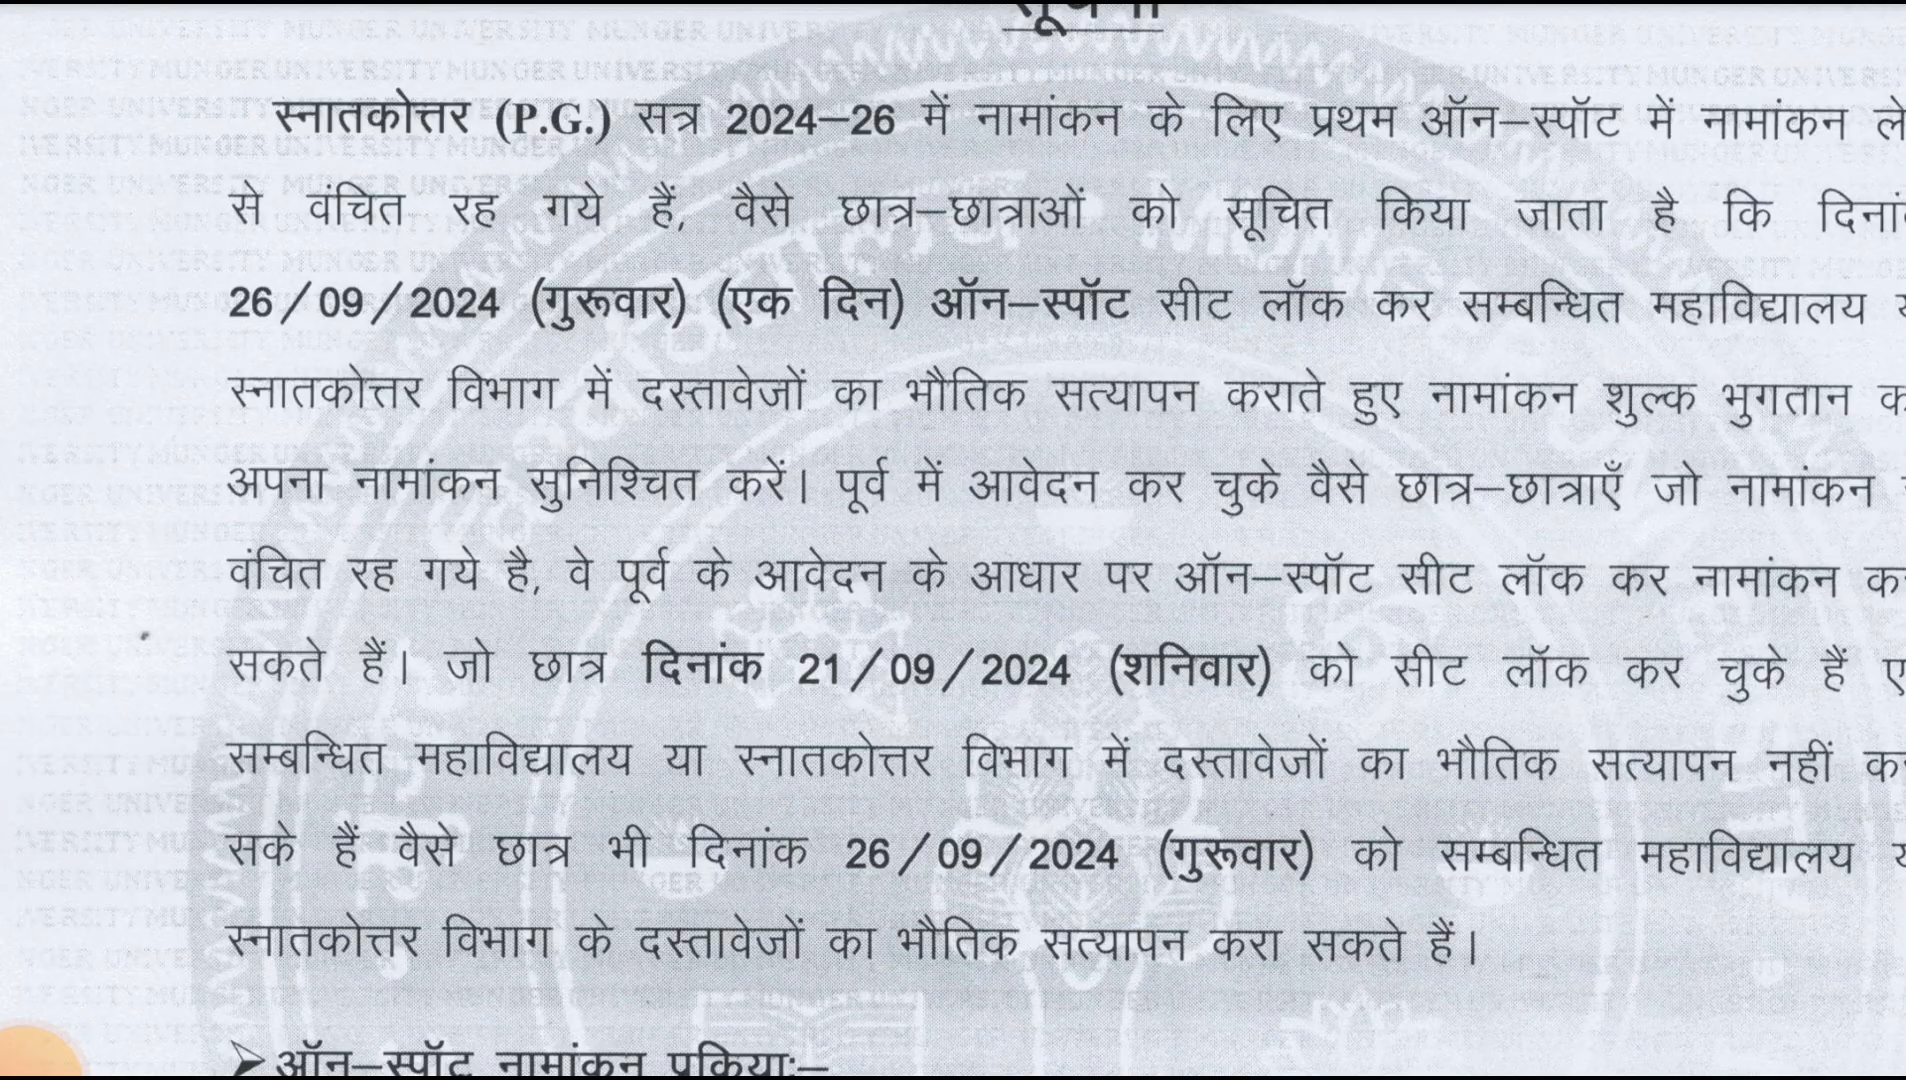 सूचना
स्नातकोत्तर (P.G.) सत्र 2024–26 में नामांकन के लिए प्रथम ऑन–स्पॉट में नामांकन
से वंचित रह गये हैं, वैसे छात्र–छात्राओं को सूचित किया जाता है कि
26/09/2024 (गुरूवार) (एक दिन) ऑन–स्पॉट सीट लॉक कर सम्बन्धित महाविद्यालय
स्नातकोत्तर विभाग में दस्तावेजों का भौतिक सत्यापन कराते हुए नामांकन शुल्क भुगतान
अपना नामांकन सुनिश्चित करें। पूर्व में आवेदन कर चुके वैसे छात्र–छात्राएँ जो नामांकन
वंचित रह गये है, वे पूर्व के आवेदन के आधार पर ऑन–स्पॉट सीट लॉक कर नामांकन
सकते हैं। जो छात्र दिनांक 21/09/2024 (शनिवार) को सीट लॉक कर चुके हैं
सम्बन्धित महाविद्यालय या स्नातकोत्तर विभाग में दस्तावेजों का भौतिक सत्यापन नहीं
सके हैं वैसे छात्र भी दिनांक 26/09/2024 (गुरूवार) को सम्बन्धित महाविद्यालय
स्नातकोत्तर विभाग के दस्तावेजों का भौतिक सत्यापन करा सकते हैं।
➢ ऑन–स्पॉट नामांकन प्रकियाः–